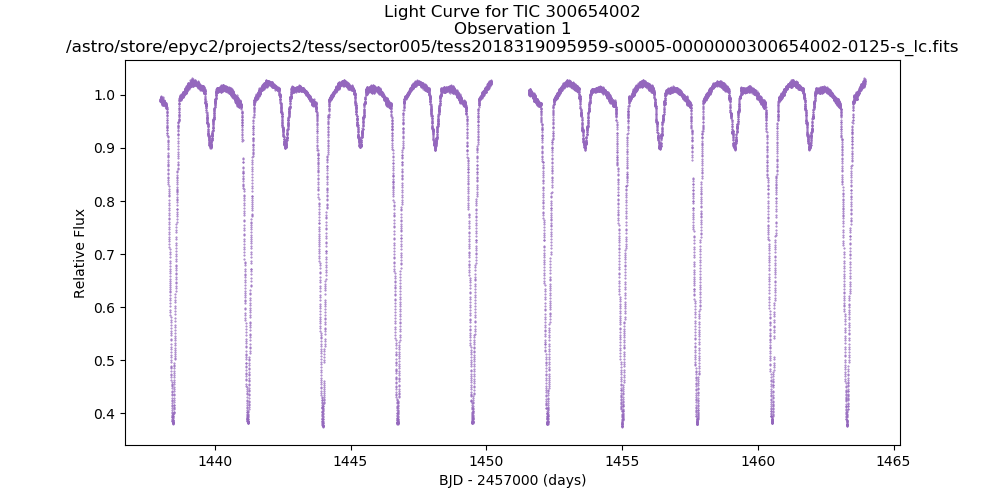 Light Curve for TIC 300654002
Observation 1
/astro/store/epyc2/projects2/tess/sector005/tess2018319095959-s0005-0000000300654002-0125-s_lc.fits
1.0
0.9
0.8
0.7
0.6
0.5
0.4
Relative Flux
1440
1445
1450
1455
1460
1465
BJD - 2457000 (days)